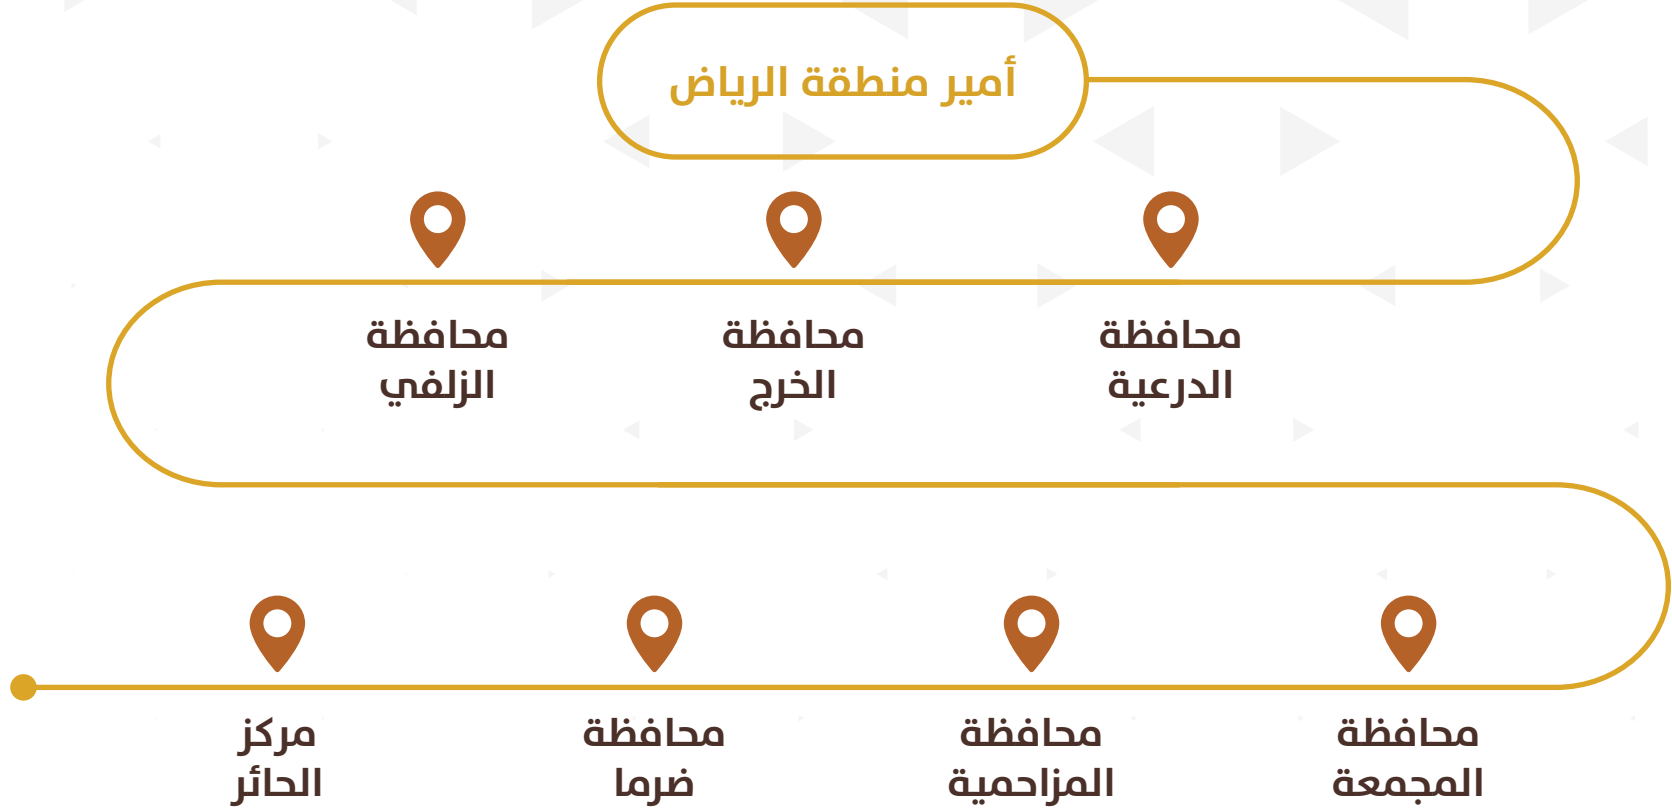 أمير منطقة الرياض
محافظة
الدرعية
محافظة
الخرج
محافظة
الزلفي
محافظة
المجمعة
محافظة
المزاحمية
محافظة
ضرما
مركز
الحائر